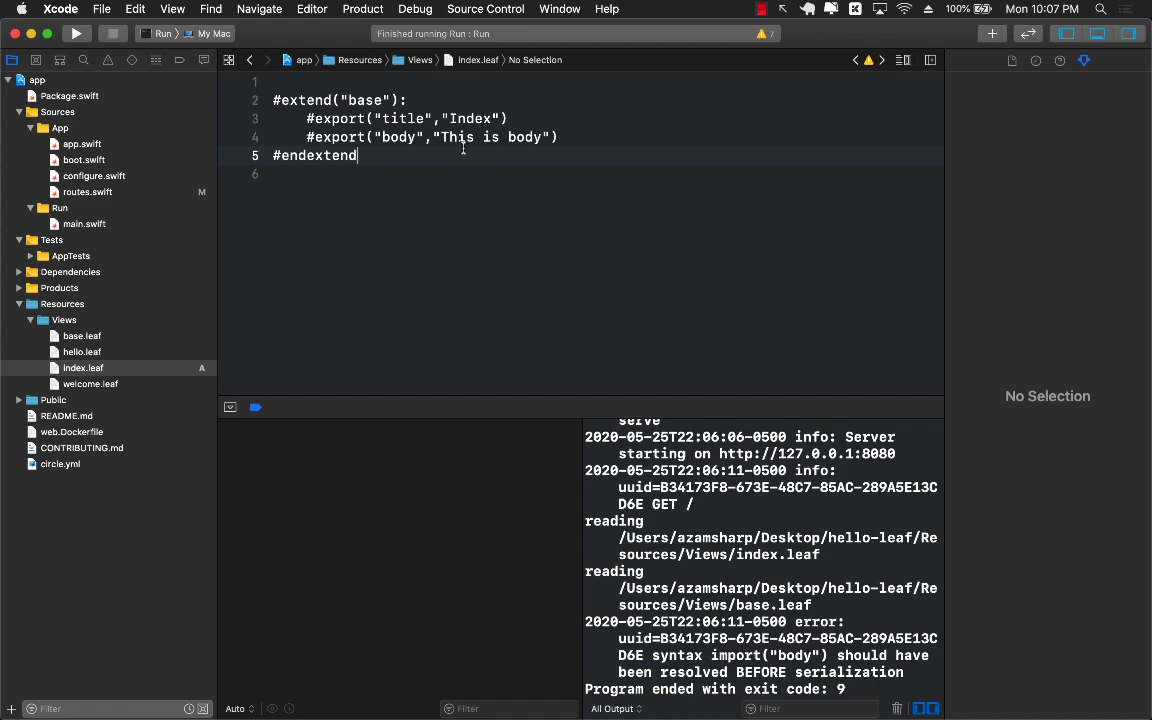 Xcode File Edit View Find Navigate Editor Product Debug Source Control Window Help 100% Mon 10:07 PM
Run My Mac Finished running Run : Run 7
app Resources Views index.leaf No Selection
app
Package.swift
Sources
App
app.swift
boot.swift
configure.swift
routes.swift M
Run
main.swift
Tests
AppTests
Dependencies
Products
Resources
Views
base.leaf
hello.leaf
index.leaf A
welcome.leaf
Public
README.md
web.Dockerfile
CONTRIBUTING.md
circle.yml
Filter
1
2 #extend("base"):
3 #export("title","Index")
4 #export("body","This is body")
5 #endextend
6
serve
2020-05-25T22:06:06-0500 info: Server
starting on http://127.0.0.1:8080
2020-05-25T22:06:11-0500 info:
uuid=B34173F8-673E-48C7-85AC-289A5E13C
D6E GET /
reading
/Users/azamsharp/Desktop/hello-leaf/Re
sources/Views/index.leaf
reading
/Users/azamsharp/Desktop/hello-leaf/Re
sources/Views/base.leaf
2020-05-25T22:06:11-0500 error:
uuid=B34173F8-673E-48C7-85AC-289A5E13C
D6E syntax import("body") should have
been resolved BEFORE serialization
Program ended with exit code: 9
Auto Filter All Output Filter
No Selection